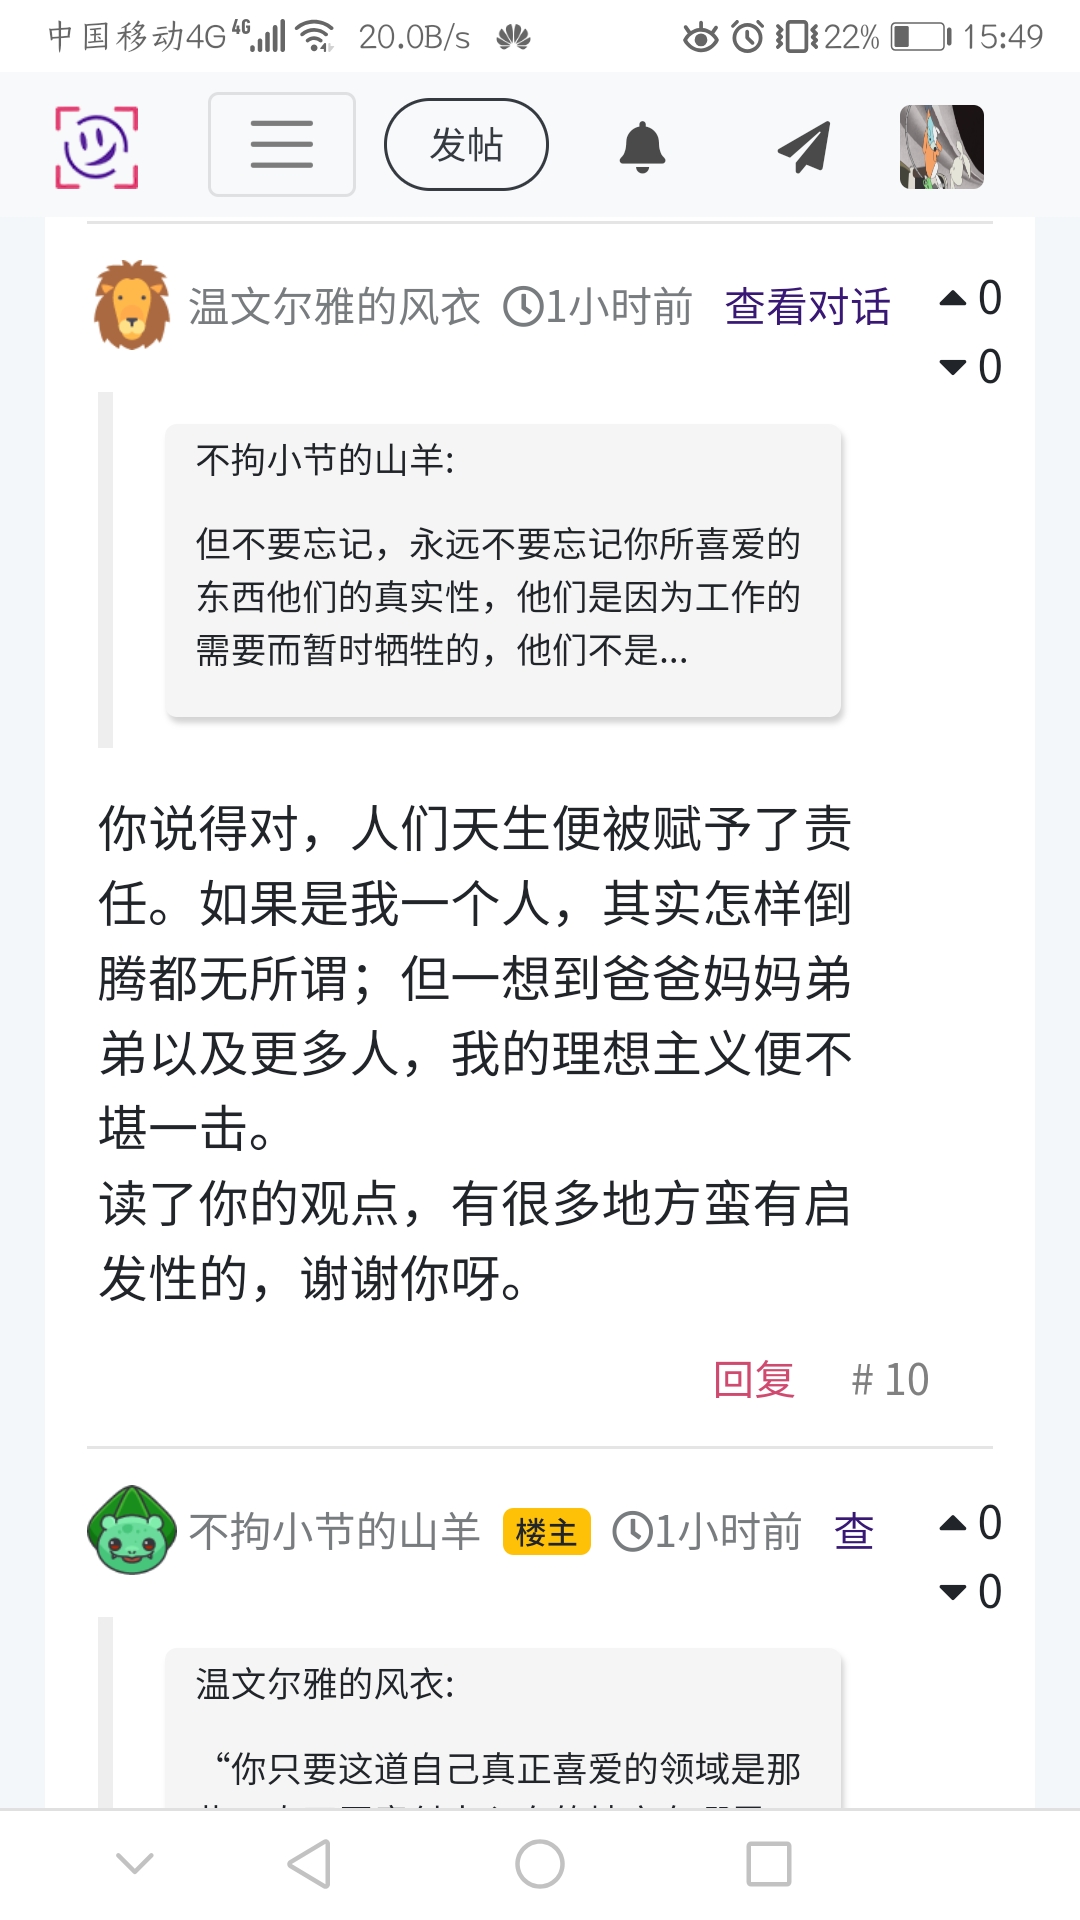 中国移动4G 4G 20.0B/s 22% 15:49
发帖
温文尔雅的风衣 1小时前 查看对话 0
0
不拘小节的山羊:
但不要忘记，永远不要忘记你所喜爱的
东西他们的真实性，他们是因为工作的
需要而暂时牺牲的，他们不是...
你说得对，人们天生便被赋予了责
任。如果是我一个人，其实怎样倒
腾都无所谓；但一想到爸爸妈妈弟
弟以及更多人，我的理想主义便不
堪一击。
读了你的观点，有很多地方蛮有启
发性的，谢谢你呀。
回复 # 10
不拘小节的山羊 楼主 1小时前 查 0
0
温文尔雅的风衣:
“你只要这道自己真正喜爱的领域是那